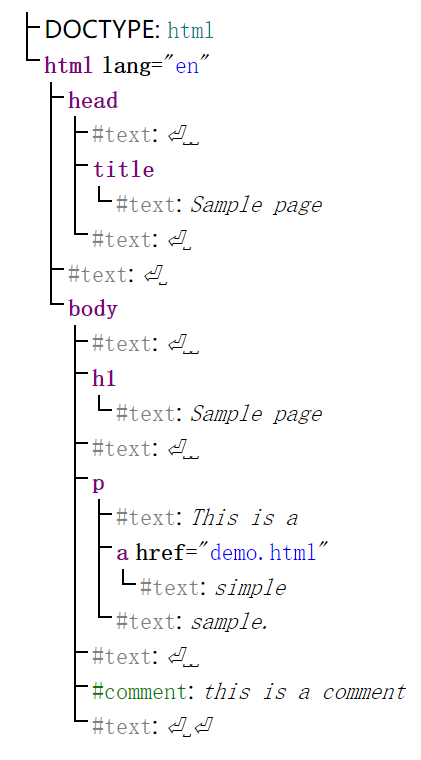 DOCTYPE: html
html lang="en"
head
#text: ⏎␣␣
title
#text: Sample page
#text: ⏎␣
#text: ⏎␣
body
#text: ⏎␣␣
h1
#text: Sample page
#text: ⏎␣␣
p
#text: This is a
a href="demo.html"
#text: simple
#text: sample.
#text: ⏎␣␣
#comment: this is a comment
#text: ⏎␣⏎